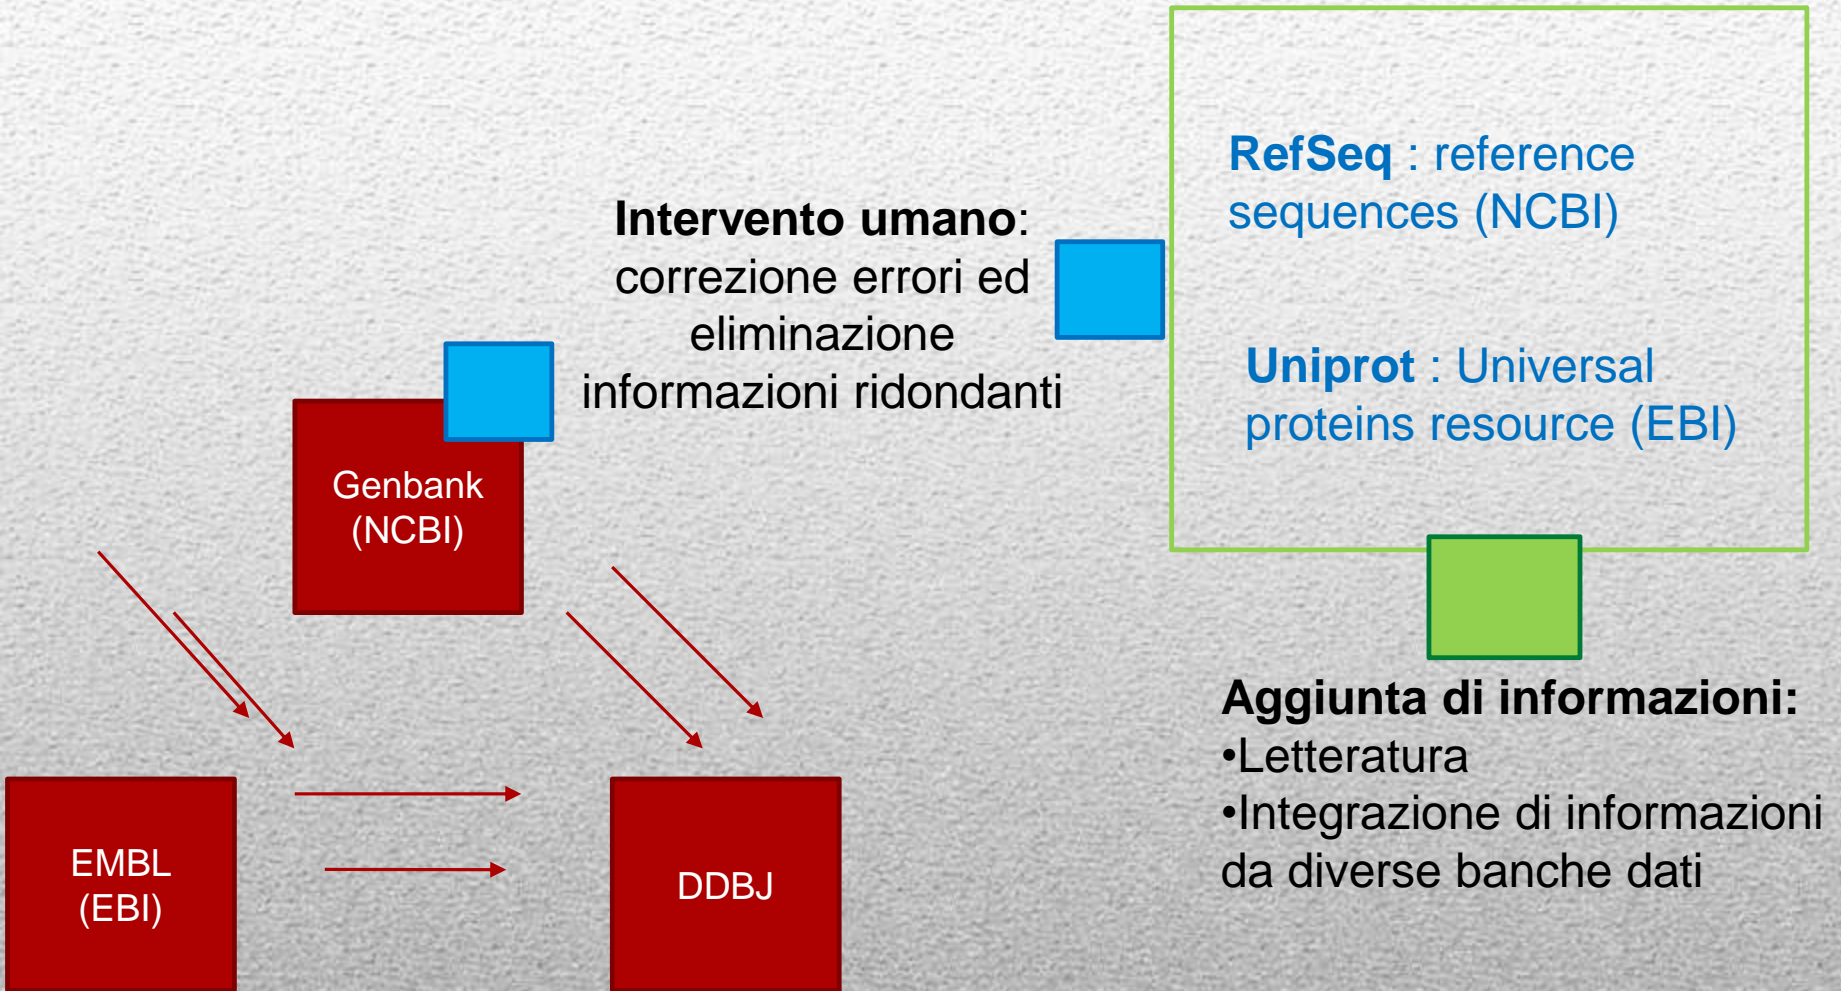 RefSeq : reference
sequences (NCBI)
Intervento umano:
correzione errori ed
eliminazione
informazioni ridondanti
Uniprot : Universal
proteins resource (EBI)
Genbank
(NCBI)
Aggiunta di informazioni:
•Letteratura
•Integrazione di informazioni
da diverse banche dati
EMBL
(EBI)
DDBJ